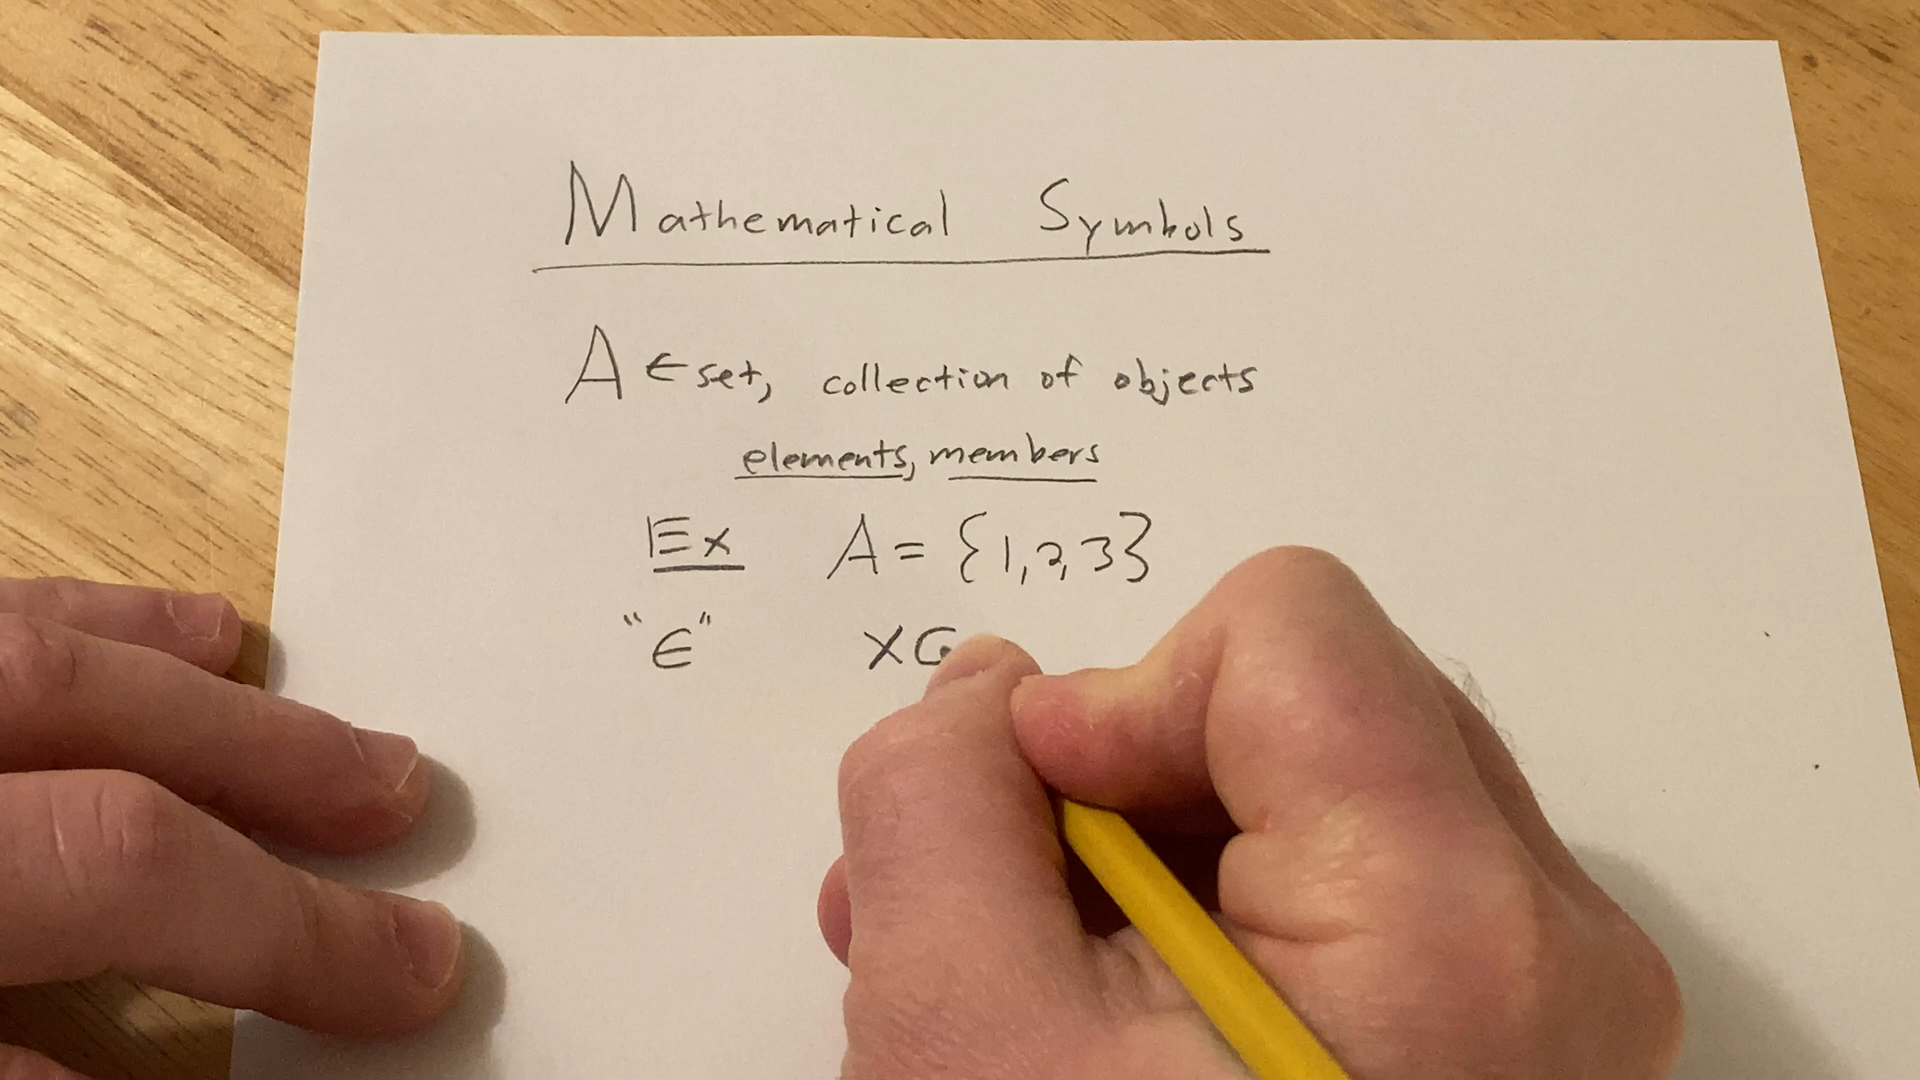 Mathematical Symbols
A ← set, collection of objects
elements, members
Ex A = {1,2,3}
"∈" X∈